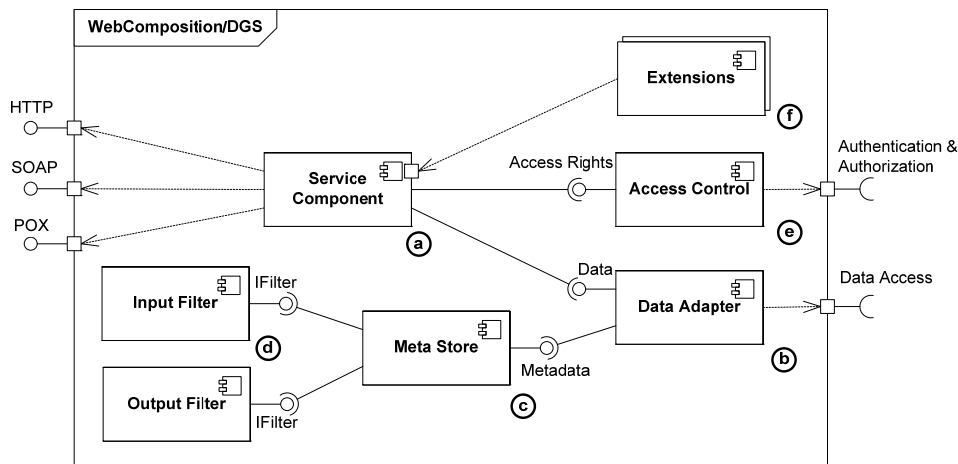 WebComposition/DGS
Extensions
f
HTTP
SOAP
POX
Service
Component
a
Access Rights
Access Control
e
Authentication &
Authorization
Data
Data Adapter
b
Data Access
Input Filter
IFilter
d
Meta Store
c
Metadata
Output Filter
IFilter